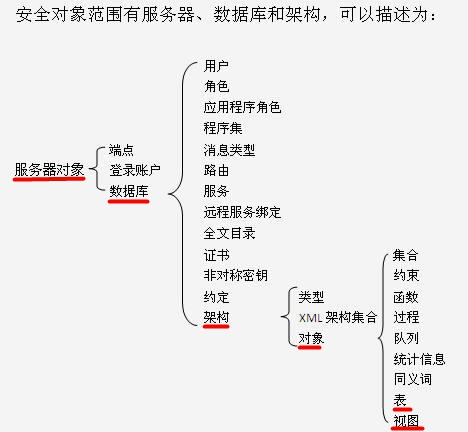 安全对象范围有服务器、数据库和架构，可以描述为：
服务器对象
端点
登录账户
数据库
用户
角色
应用程序角色
程序集
消息类型
路由
服务
远程服务绑定
全文目录
证书
非对称密钥
约定
架构
类型
XML 架构集合
对象
集合
约束
函数
过程
队列
统计信息
同义词
表
视图